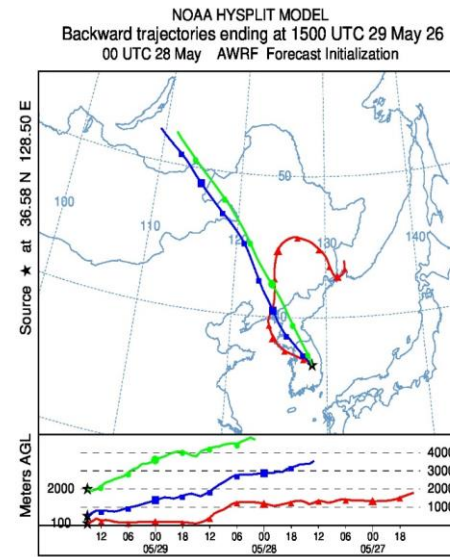 NOAA HYSPLIT MODEL
Backward trajectories ending at 1500 UTC 29 May 26
00 UTC 28 May AWRF Forecast Initialization
Source ★ at 36.58 N 128.50 E
50
100
110
120
130
140
40
Meters AGL
2000
100
4000
3000
2000
1000
12 06 00 18 12 06 00 18 12 06 00 18
05/29 05/28 05/27